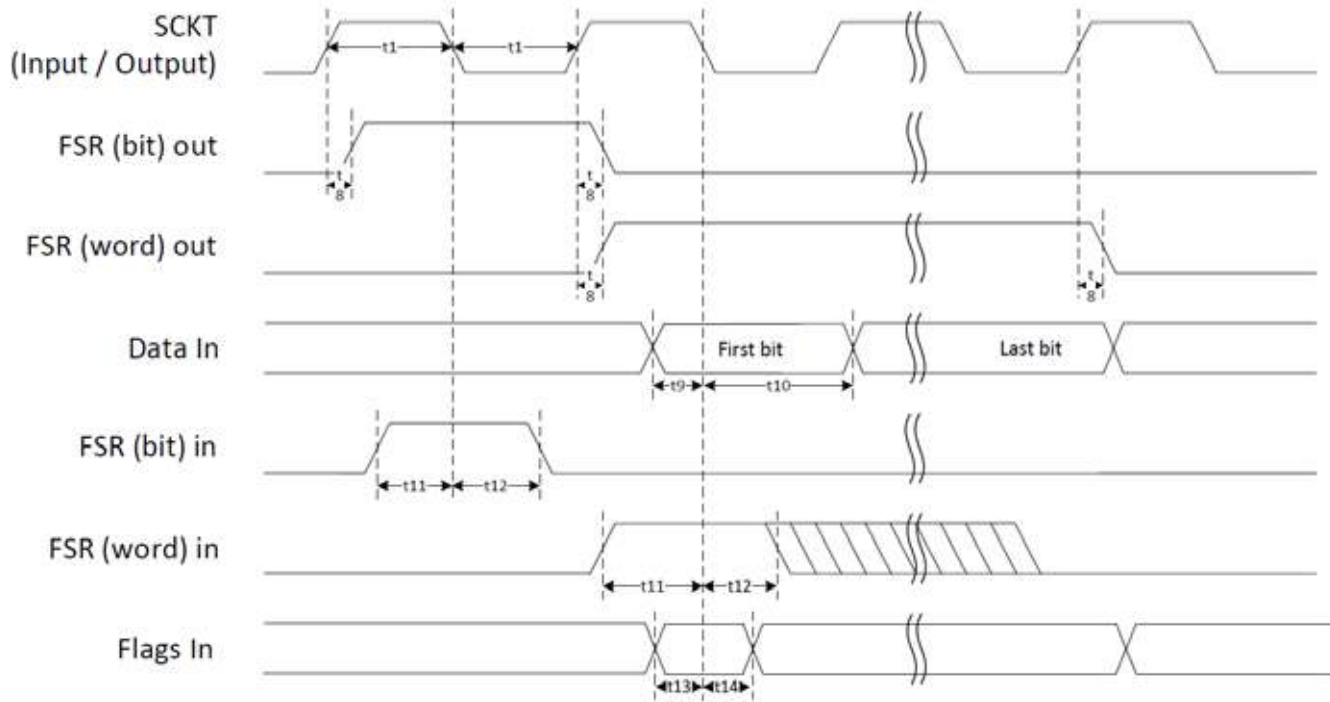 SCKT
(Input / Output)
t1
t1
FSR (bit) out
t
8
t
8
FSR (word) out
t
8
t
8
Data In
First bit
Last bit
t9
t10
FSR (bit) in
t11
t12
FSR (word) in
t11
t12
Flags In
t13
t14